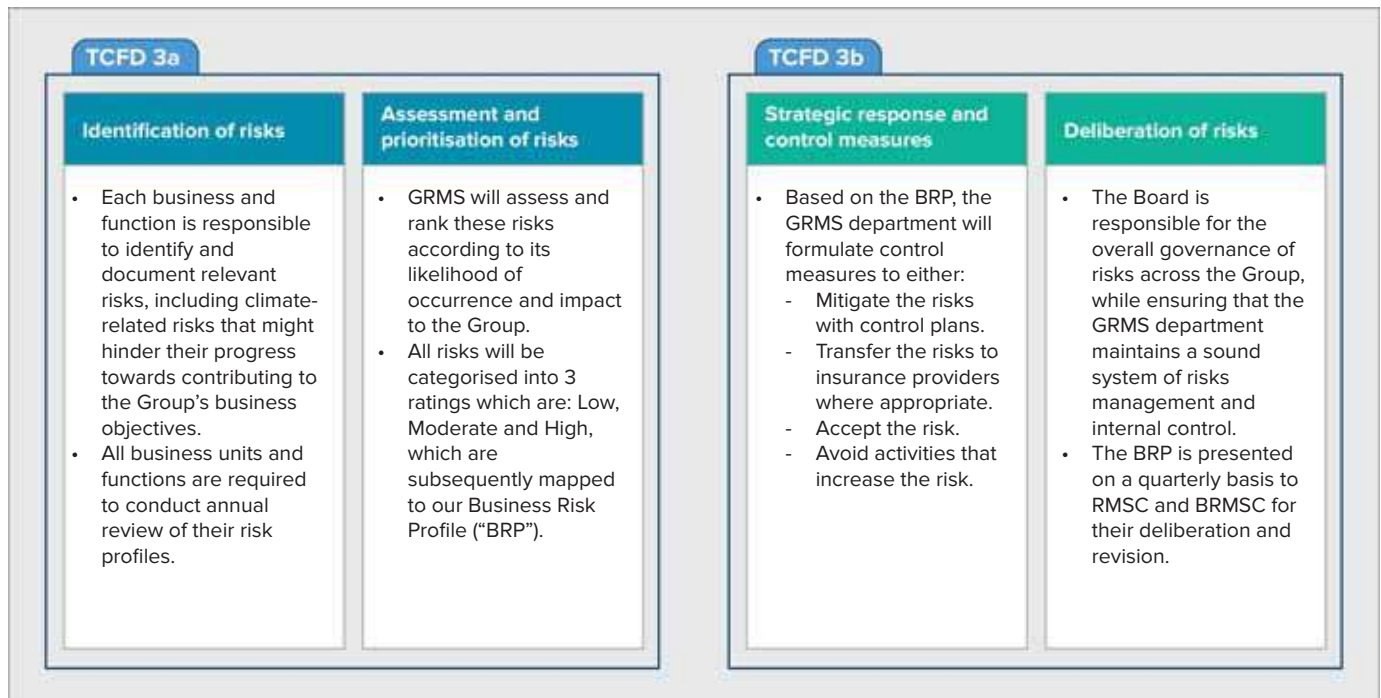 TCFD 3a
Identification of risks
• Each business and
function is responsible
to identify and
document relevant
risks, including climate-
related risks that might
hinder their progress
towards contributing to
the Group’s business
objectives.
• All business units and
functions are required
to conduct annual
review of their risk
profiles.
Assessment and
prioritisation of risks
• GRMS will assess and
rank these risks
according to its
likelihood of
occurrence and impact
to the Group.
• All risks will be
categorised into 3
ratings which are: Low,
Moderate and High,
which are
subsequently mapped
to our Business Risk
Profile (“BRP”).
TCFD 3b
Strategic response and
control measures
• Based on the BRP, the
GRMS department will
formulate control
measures to either:
- Mitigate the risks
with control plans.
- Transfer the risks to
insurance providers
where appropriate.
- Accept the risk.
- Avoid activities that
increase the risk.
Deliberation of risks
• The Board is
responsible for the
overall governance of
risks across the Group,
while ensuring that the
GRMS department
maintains a sound
system of risks
management and
internal control.
• The BRP is presented
on a quarterly basis to
RMSC and BRMSC for
their deliberation and
revision.